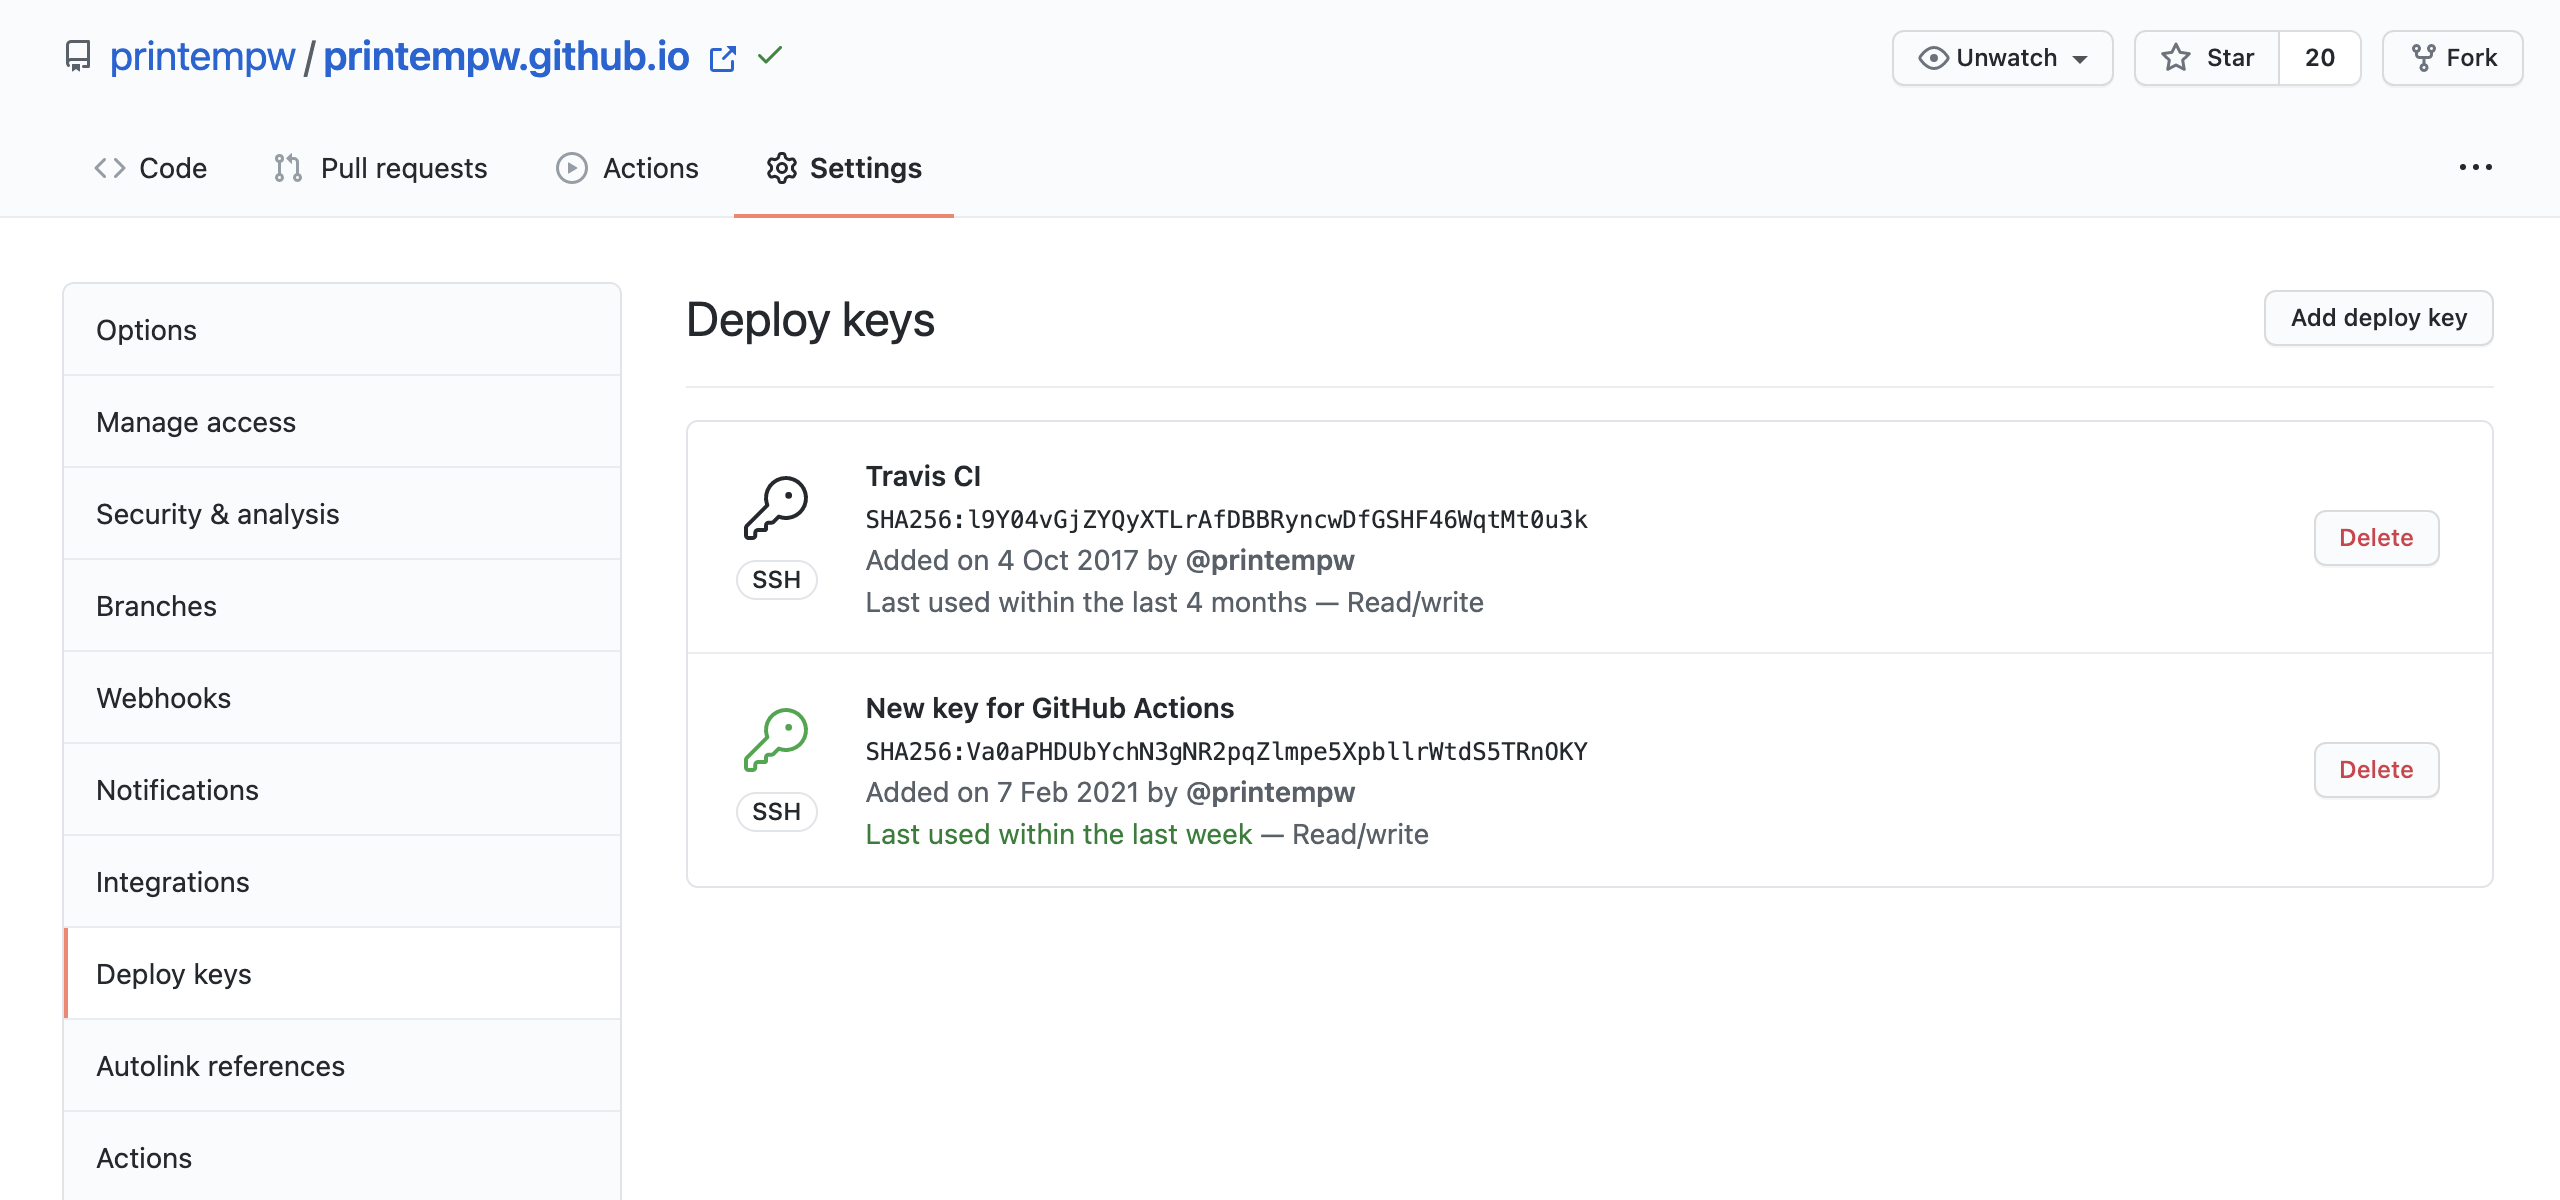 printempw / printempw.github.io
Unwatch
Star 20
Fork
Code
Pull requests
Actions
Settings
Options
Manage access
Security & analysis
Branches
Webhooks
Notifications
Integrations
Deploy keys
Autolink references
Actions
Deploy keys
Add deploy key
Travis CI
SHA256:l9Y04vGjZYQyXTLrAfDBBRyncwDfGSHF46WqtMt0u3k
Added on 4 Oct 2017 by @printempw
Last used within the last 4 months — Read/write
SSH
Delete
New key for GitHub Actions
SHA256:Va0aPHDUbYchN3gNR2pqZlmpe5XpbllrWtdS5TRnOKY
Added on 7 Feb 2021 by @printempw
Last used within the last week — Read/write
SSH
Delete